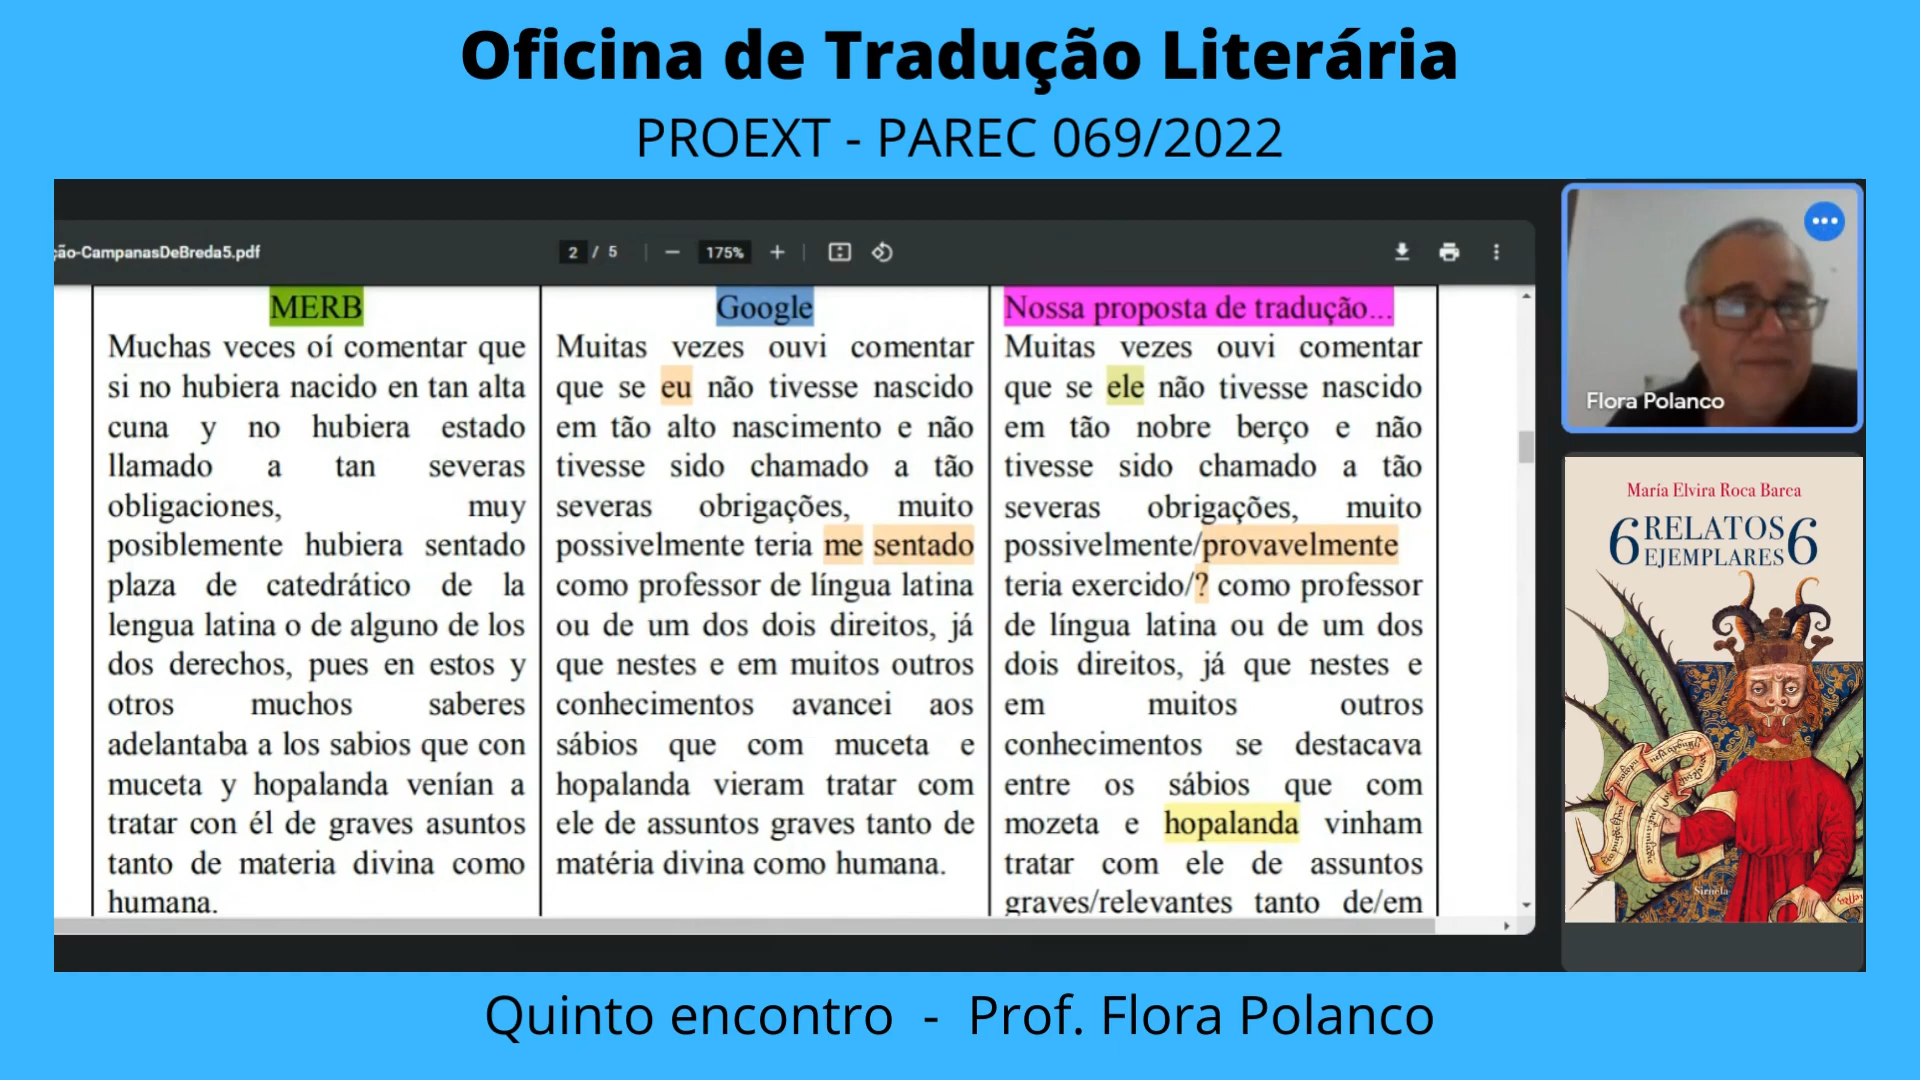 Oficina de Tradução Literária
PROEXT - PAREC 069/2022
ão-CampanasDeBreda5.pdf
2 / 5
175%
MERB
Muchas veces oí comentar que
si no hubiera nacido en tan alta
cuna y no hubiera estado
llamado a tan severas
obligaciones, muy
posiblemente hubiera sentado
plaza de catedrático de la
lengua latina o de alguno de los
dos derechos, pues en estos y
otros muchos saberes
adelantaba a los sabios que con
muceta y hopalanda venían a
tratar con él de graves asuntos
tanto de materia divina como
humana.
Google
Muitas vezes ouvi comentar
que se eu não tivesse nascido
em tão alto nascimento e não
tivesse sido chamado a tão
severas obrigações, muito
possivelmente teria me sentado
como professor de língua latina
ou de um dos dois direitos, já
que nestes e em muitos outros
conhecimentos avancei aos
sábios que com muceta e
hopalanda vieram tratar com
ele de assuntos graves tanto de
matéria divina como humana.
Nossa proposta de tradução...
Muitas vezes ouvi comentar
que se ele não tivesse nascido
em tão nobre berço e não
tivesse sido chamado a tão
severas obrigações, muito
possivelmente/provavelmente
teria exercido/? como professor
de língua latina ou de um dos
dois direitos, já que nestes e
em muitos outros
conhecimentos se destacava
entre os sábios que com
mozeta e hopalanda vinham
tratar com ele de assuntos
graves/relevantes tanto de/em
Flora Polanco
María Elvira Roca Barea
6 RELATOS
EJEMPLARES 6
Siruela
Quinto encontro - Prof. Flora Polanco